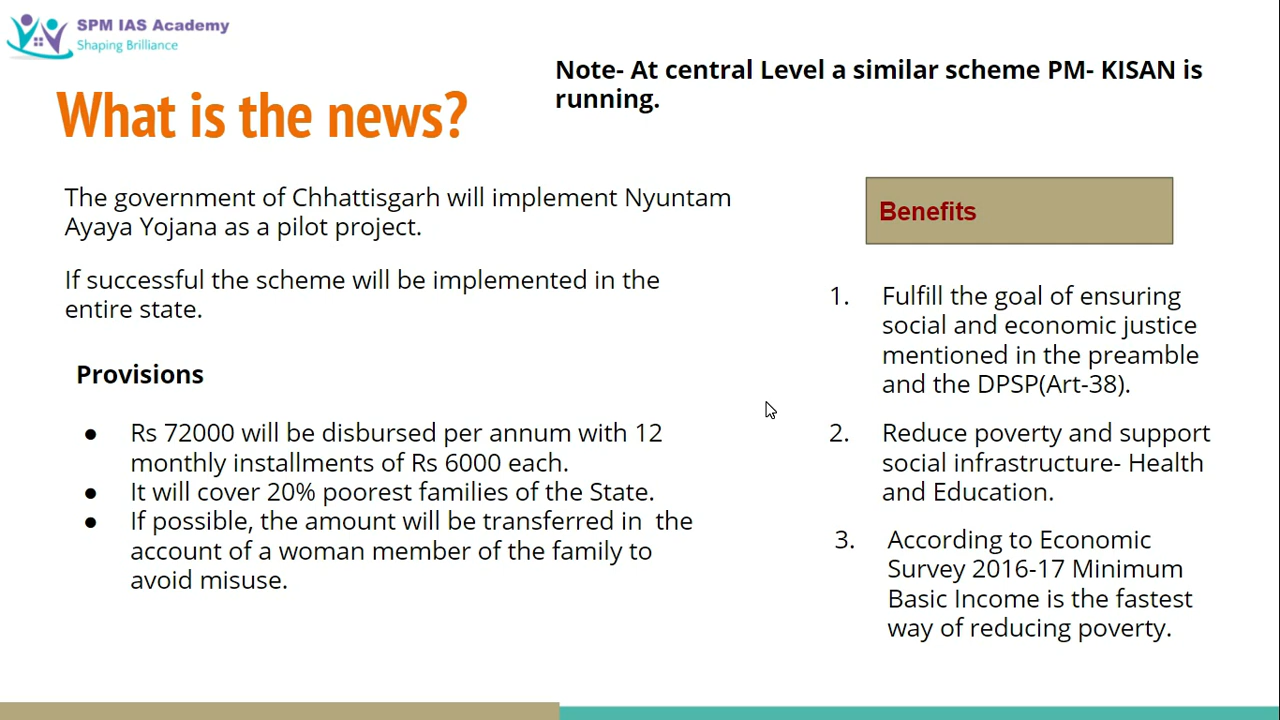 SPM IAS Academy
Shaping Brilliance
Note- At central Level a similar scheme PM- KISAN is
running.
What is the news?
The government of Chhattisgarh will implement Nyuntam
Ayaya Yojana as a pilot project.
If successful the scheme will be implemented in the
entire state.
Provisions
● Rs 72000 will be disbursed per annum with 12
monthly installments of Rs 6000 each.
● It will cover 20% poorest families of the State.
● If possible, the amount will be transferred in the
account of a woman member of the family to
avoid misuse.
Benefits
1. Fulfill the goal of ensuring
social and economic justice
mentioned in the preamble
and the DPSP(Art-38).
2. Reduce poverty and support
social infrastructure- Health
and Education.
3. According to Economic
Survey 2016-17 Minimum
Basic Income is the fastest
way of reducing poverty.